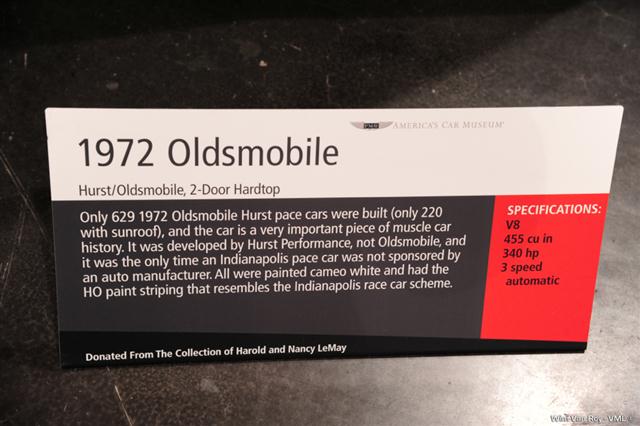 AMERICA'S CAR MUSEUM
1972 Oldsmobile
Hurst/Oldsmobile, 2-Door Hardtop
Only 629 1972 Oldsmobile Hurst pace cars were built (only 220
with sunroof), and the car is a very important piece of muscle car
history. It was developed by Hurst Performance, not Oldsmobile, and
it was the only time an Indianapolis pace car was not sponsored by
an auto manufacturer. All were painted cameo white and had the
HO paint striping that resembles the Indianapolis race car scheme.
SPECIFICATIONS:
V8
455 cu in
340 hp
3 speed
automatic
Donated From The Collection of Harold and Nancy LeMay